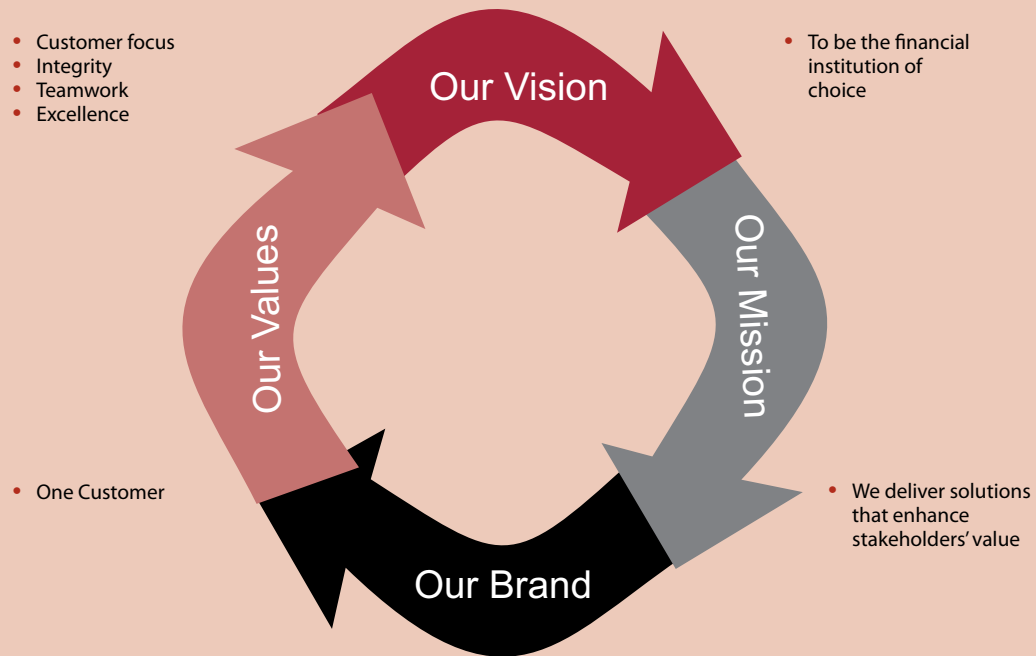 • Customer focus
• Integrity
• Teamwork
• Excellence
Our Vision
• To be the financial
institution of
choice
Our Values
Our Mission
• One Customer
• We deliver solutions
that enhance
stakeholders’ value
Our Brand